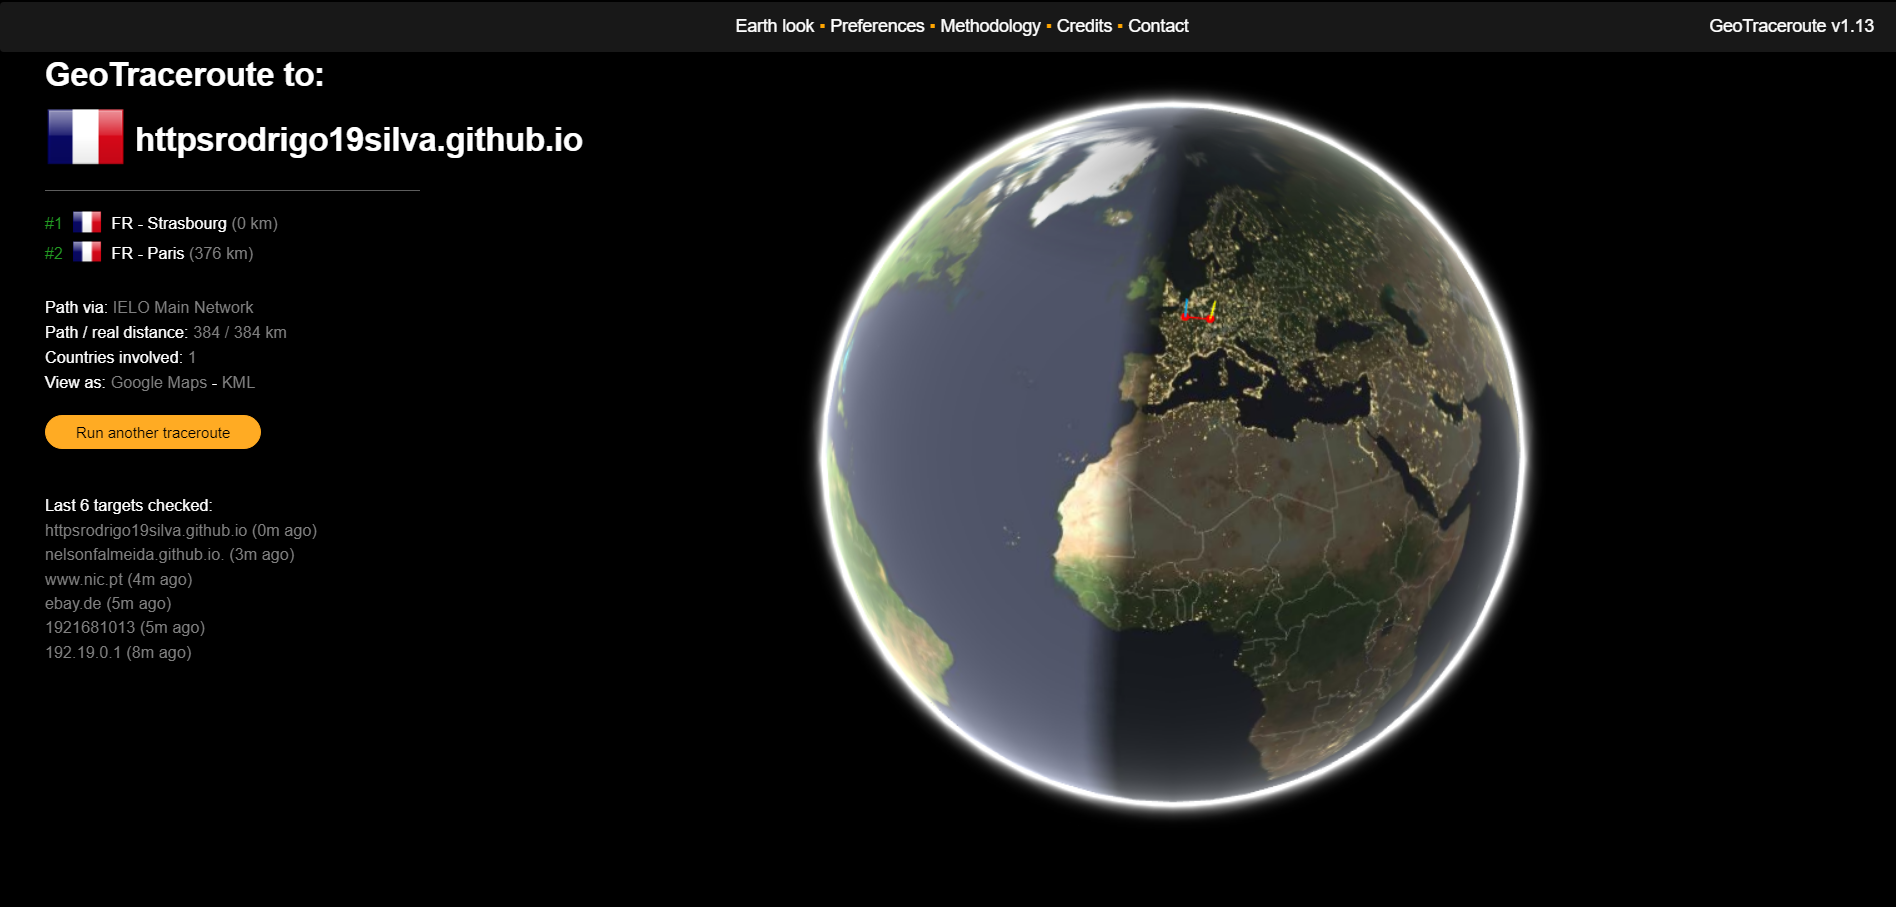 Earth look ▪ Preferences ▪ Methodology ▪ Credits ▪ Contact
GeoTraceroute v1.13
GeoTraceroute to:
httpsrodrigo19silva.github.io
#1 FR - Strasbourg (0 km)
#2 FR - Paris (376 km)
Path via: IELO Main Network
Path / real distance: 384 / 384 km
Countries involved: 1
View as: Google Maps - KML
Run another traceroute
Last 6 targets checked:
httpsrodrigo19silva.github.io (0m ago)
nelsonfalmeida.github.io. (3m ago)
www.nic.pt (4m ago)
ebay.de (5m ago)
1921681013 (5m ago)
192.19.0.1 (8m ago)